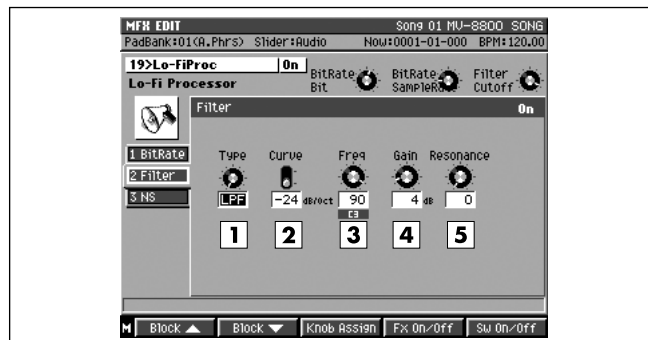 MFX EDIT Song 01 MV-8800 SONG
PadBank:01(A.Phrs) Slider:Audio Now:0001-01-000 BPM:120.00
19>Lo-FiProc On
Lo-Fi Processor
BitRate Bit
BitRate SampleRa
Filter Cutoff
Filter On
1 BitRate
2 Filter
3 NS
Type Curve Freq Gain Resonance
LPF -24 dB/Oct 90 4 dB 0
C3
1 2 3 4 5
M Block ▲ Block ▼ Knob Assign Fx On/Off Sw On/Off